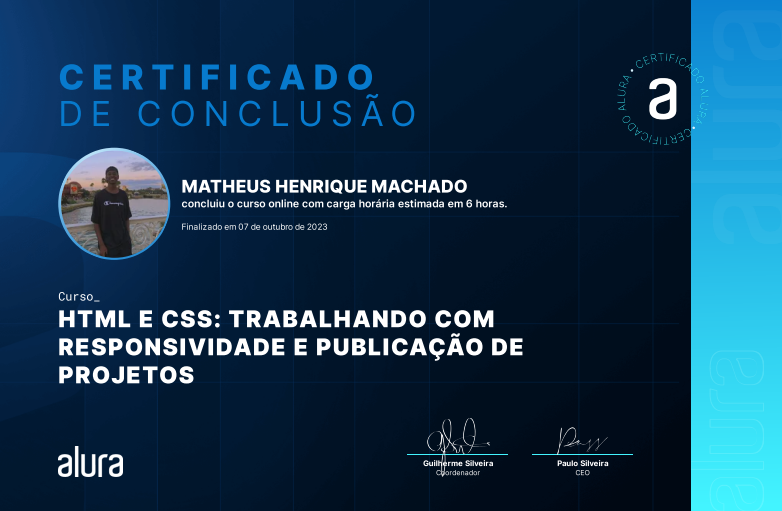 CERTIFICADO
DE CONCLUSÃO
CERTIFICADO ALURA • CERTIFICADO ALURA •
a
MATHEUS HENRIQUE MACHADO
concluiu o curso online com carga horária estimada em 6 horas.
Finalizado em 07 de outubro de 2023
Curso_
HTML E CSS: TRABALHANDO COM
RESPONSIVIDADE E PUBLICAÇÃO DE
PROJETOS
alura
Guilherme Silveira
Coordenador
Paulo Silveira
CEO
alura
alura